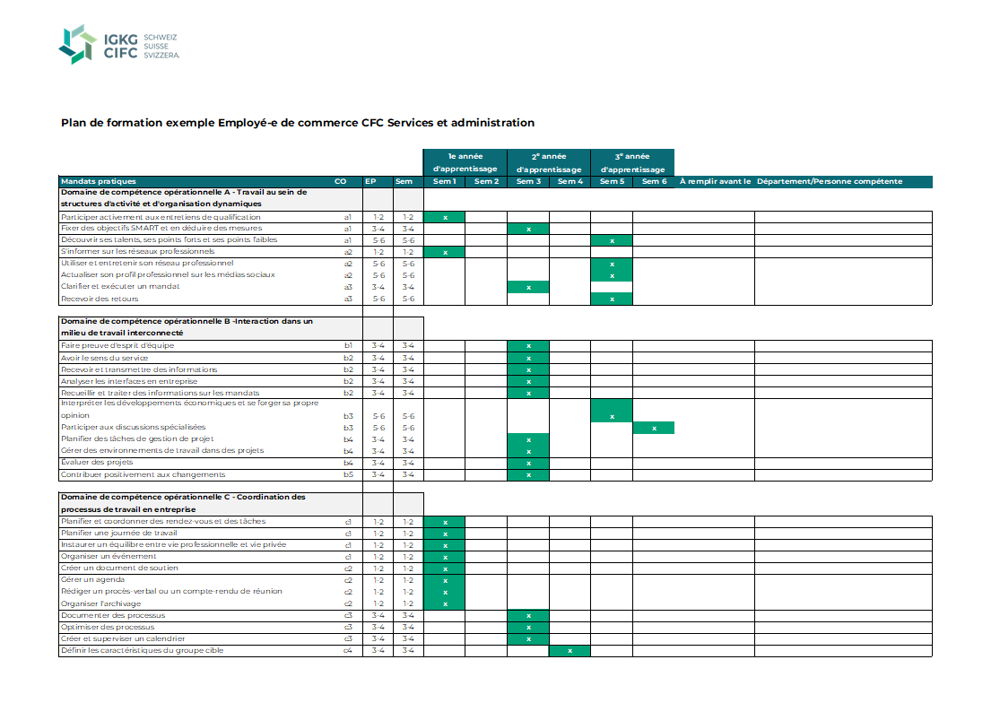 IGKG SCHWEIZ
CIFC SUISSE
SVIZZERA
Plan de formation exemple Employé-e de commerce CFC Services et administration
1e année 2e année 3e année
d'apprentissage d'apprentissage d'apprentissage
Mandats pratiques CO EP Sem Sem 1 Sem 2 Sem 3 Sem 4 Sem 5 Sem 6 À remplir avant le Département/Personne compétente
Domaine de compétence opérationnelle A - Travail au sein de
structures d'activité et d'organisation dynamiques
Participer activement aux entretiens de qualification a1 1-2 1-2 x
Fixer des objectifs SMART et en déduire des mesures a1 3-4 3-4 x
Découvrir ses talents, ses points forts et ses points faibles a1 5-6 5-6 x
S'informer sur les réseaux professionnels a2 1-2 1-2 x
Utiliser et entretenir son réseau professionnel a2 5-6 5-6 x
Actualiser son profil professionnel sur les médias sociaux a2 5-6 5-6 x
Clarifier et exécuter un mandat a3 3-4 3-4 x
Recevoir des retours a3 5-6 5-6 x
Domaine de compétence opérationnelle B -Interaction dans un
milieu de travail interconnecté
Faire preuve d'esprit d'équipe b1 3-4 3-4 x
Avoir le sens du service b2 3-4 3-4 x
Recevoir et transmettre des informations b2 3-4 3-4 x
Analyser les interfaces en entreprise b2 3-4 3-4 x
Recueillir et traiter des informations sur les mandats b2 3-4 3-4 x
Interpréter les développements économiques et se forger sa propre
opinion b3 5-6 5-6 x
Participer aux discussions spécialisées b3 5-6 5-6 x
Planifier des tâches de gestion de projet b4 3-4 3-4 x
Gérer des environnements de travail dans des projets b4 3-4 3-4 x
Évaluer des projets b4 3-4 3-4 x
Contribuer positivement aux changements b5 3-4 3-4 x
Domaine de compétence opérationnelle C - Coordination des
processus de travail en entreprise
Planifier et coordonner des rendez-vous et des tâches c1 1-2 1-2 x
Planifier une journée de travail c1 1-2 1-2 x
Instaurer un équilibre entre vie professionnelle et vie privée c1 1-2 1-2 x
Organiser un événement c1 1-2 1-2 x
Créer un document de soutien c2 1-2 1-2 x
Gérer un agenda c2 1-2 1-2 x
Rédiger un procès-verbal ou un compte-rendu de réunion c2 1-2 1-2 x
Organiser l'archivage c2 1-2 1-2 x
Documenter des processus c3 3-4 3-4 x
Optimiser des processus c3 3-4 3-4 x
Créer et superviser un calendrier c3 3-4 3-4 x
Définir les caractéristiques du groupe cible c4 3-4 3-4 x